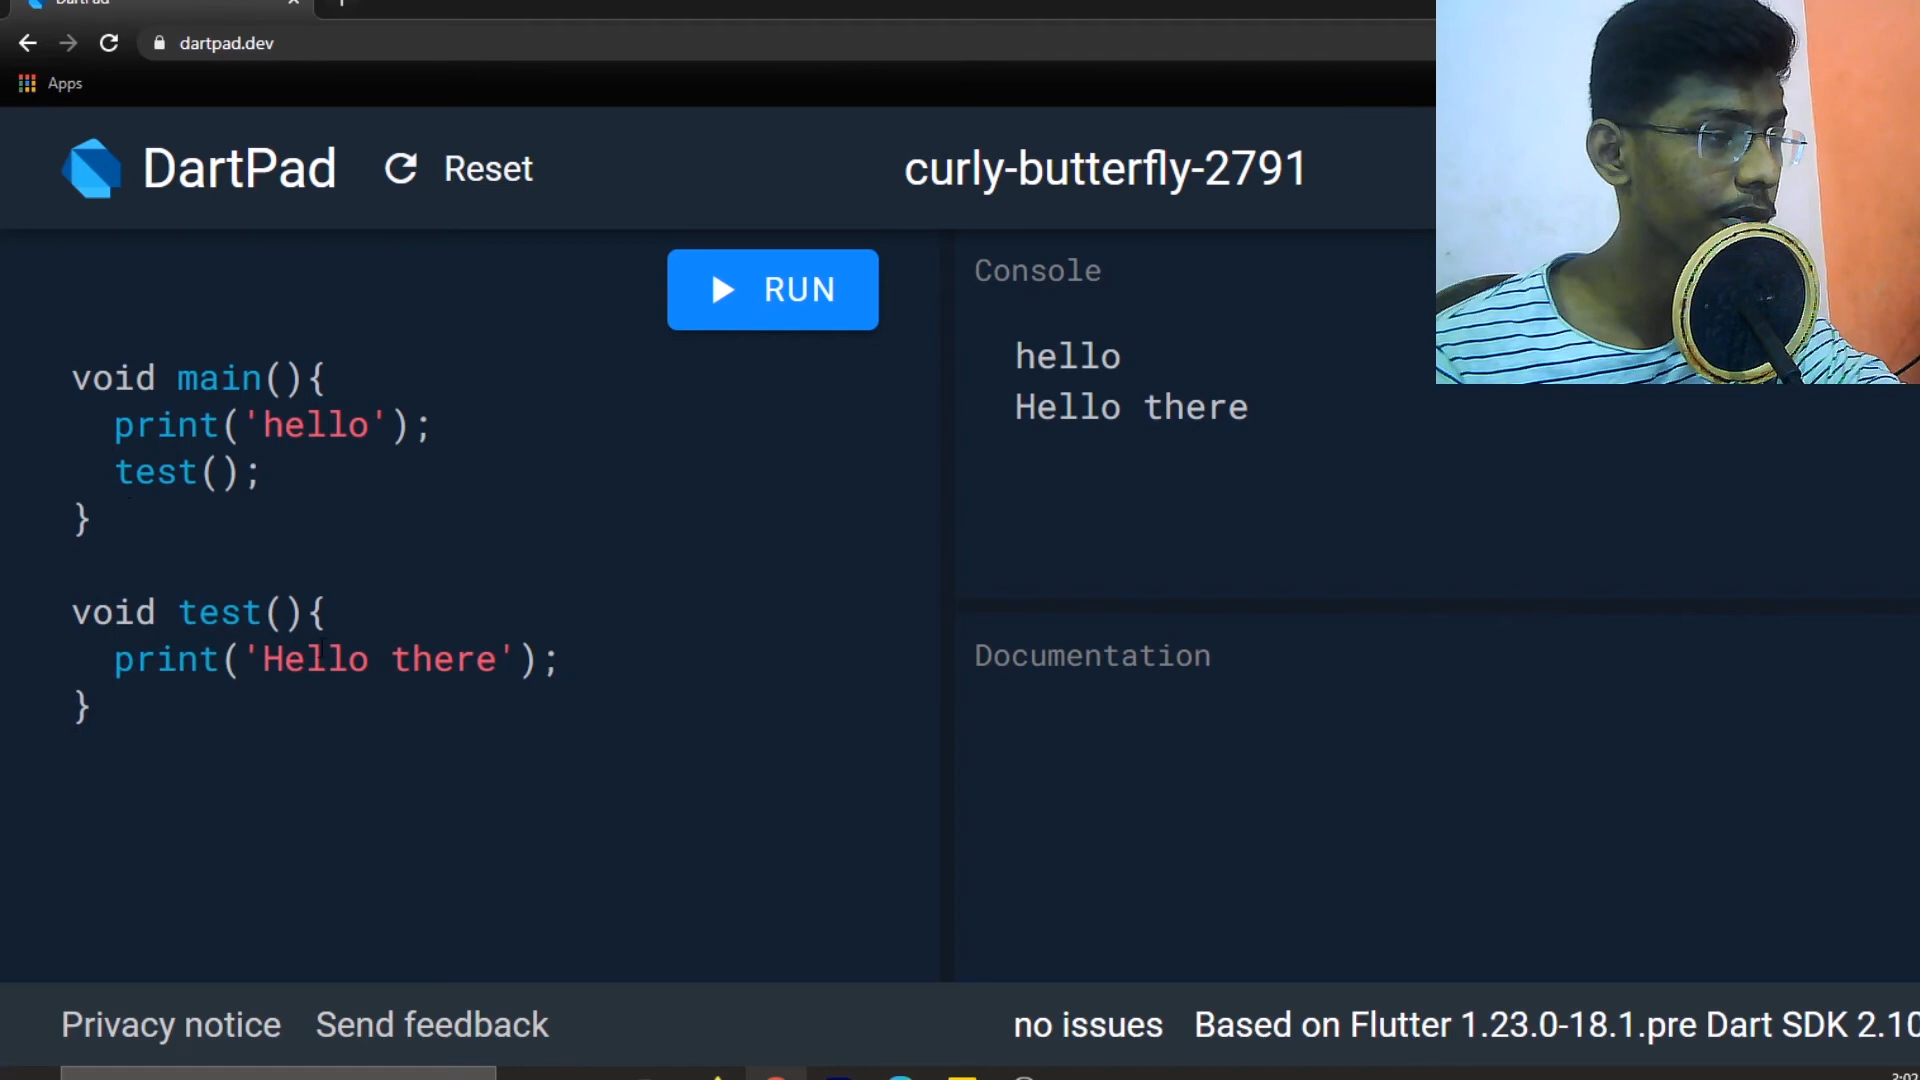 DartPad
dartpad.dev
Apps
DartPad
Reset
curly-butterfly-2791
RUN
void main(){
print('hello');
test();
}
void test(){
print('Hello there');
}
Console
hello
Hello there
Documentation
Privacy notice
Send feedback
no issues
Based on Flutter 1.23.0-18.1.pre Dart SDK 2.10